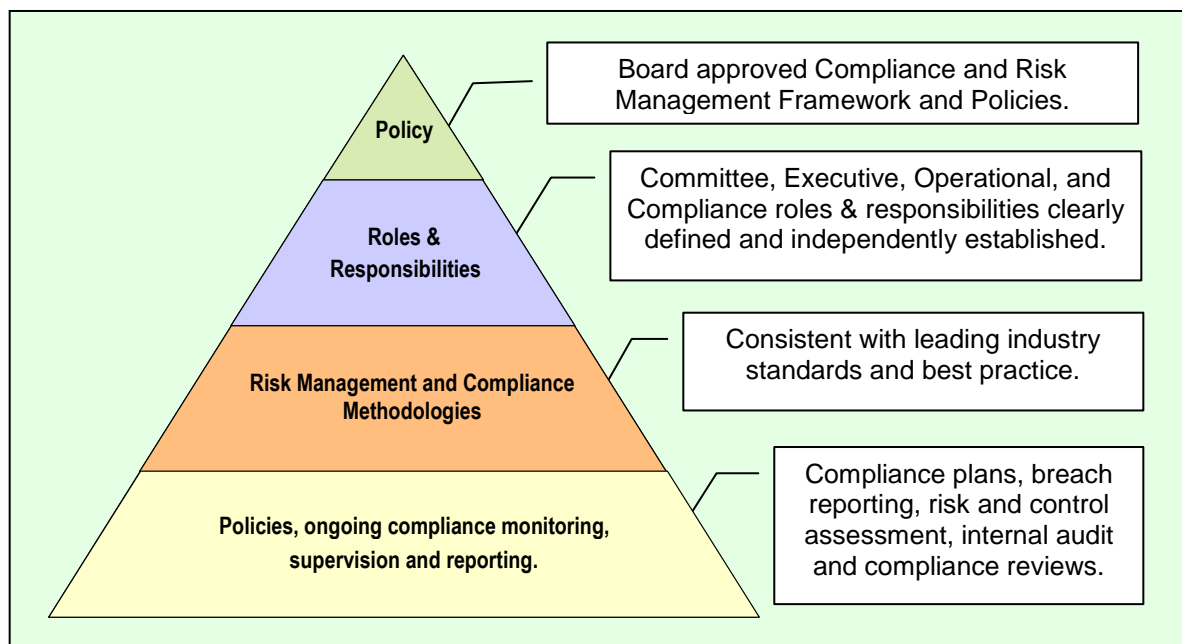 Policy
Board approved Compliance and Risk
Management Framework and Policies.
Roles &
Responsibilities
Committee, Executive, Operational, and
Compliance roles & responsibilities clearly
defined and independently established.
Risk Management and Compliance
Methodologies
Consistent with leading industry
standards and best practice.
Policies, ongoing compliance monitoring,
supervision and reporting.
Compliance plans, breach
reporting, risk and control
assessment, internal audit
and compliance reviews.